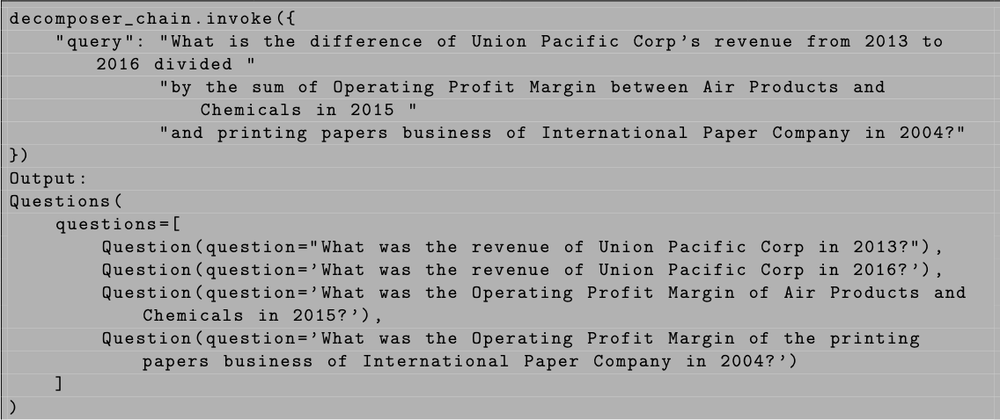 decomposer_chain.invoke({
    "query": "What is the difference of Union Pacific Corp's revenue from 2013 to
        2016 divided "
             "by the sum of Operating Profit Margin between Air Products and
                Chemicals in 2015 "
             "and printing papers business of International Paper Company in 2004?"
})
Output:
Questions(
    questions=[
        Question(question="What was the revenue of Union Pacific Corp in 2013?"),
        Question(question='What was the revenue of Union Pacific Corp in 2016?'),
        Question(question='What was the Operating Profit Margin of Air Products and
            Chemicals in 2015?'),
        Question(question='What was the Operating Profit Margin of the printing
            papers business of International Paper Company in 2004?')
    ]
)